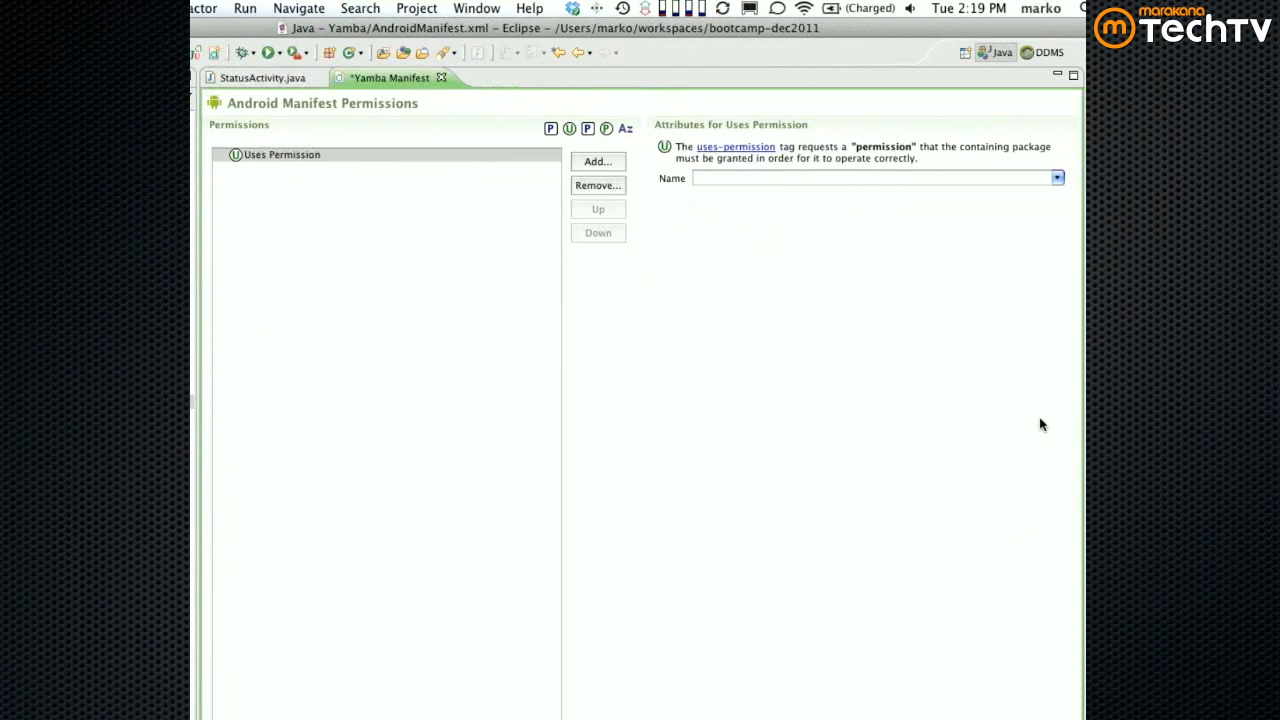 actor Run Navigate Search Project Window Help (Charged) Tue 2:19 PM marko
Java - Yamba/AndroidManifest.xml - Eclipse - /Users/marko/workspaces/bootcamp-dec2011
marakana
TechTV
Java DDMS
StatusActivity.java *Yamba Manifest
Android Manifest Permissions
Permissions
P U P P Az
Attributes for Uses Permission
U Uses Permission
Add...
Remove...
Up
Down
U The uses-permission tag requests a "permission" that the containing package
must be granted in order for it to operate correctly.
Name